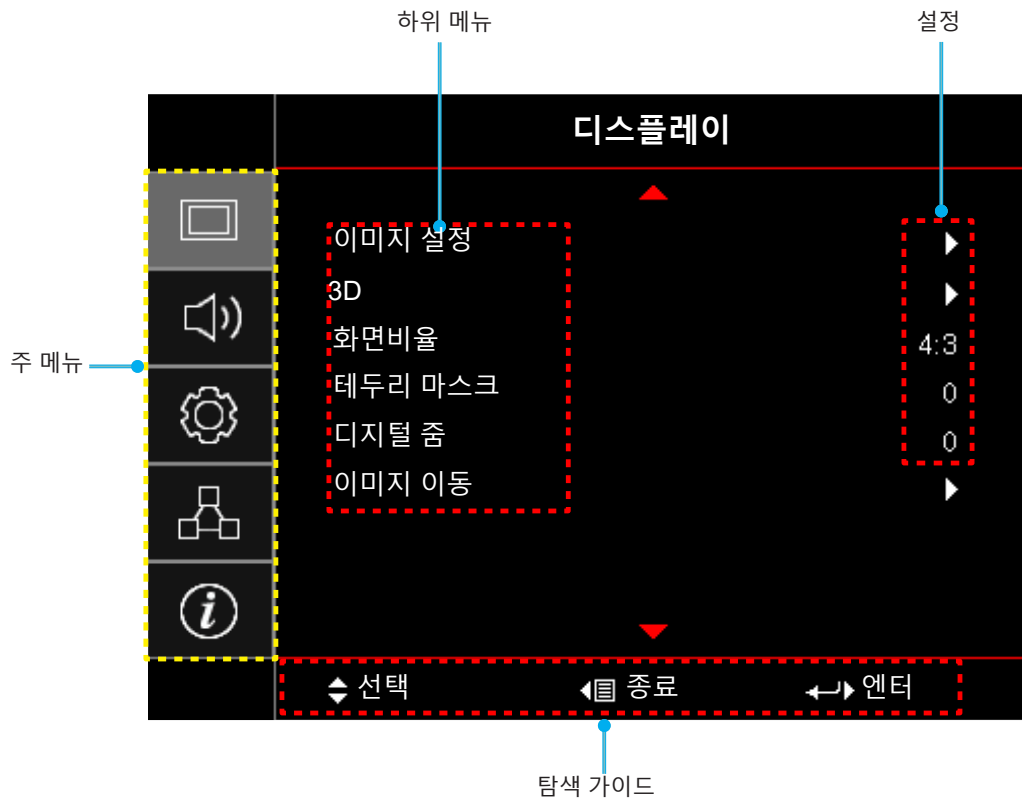 하위 메뉴 설정
디스플레이
이미지 설정
3D
화면비율 4:3
테두리 마스크 0
디지털 줌 0
이미지 이동
주 메뉴
선택 종료 엔터
탐색 가이드